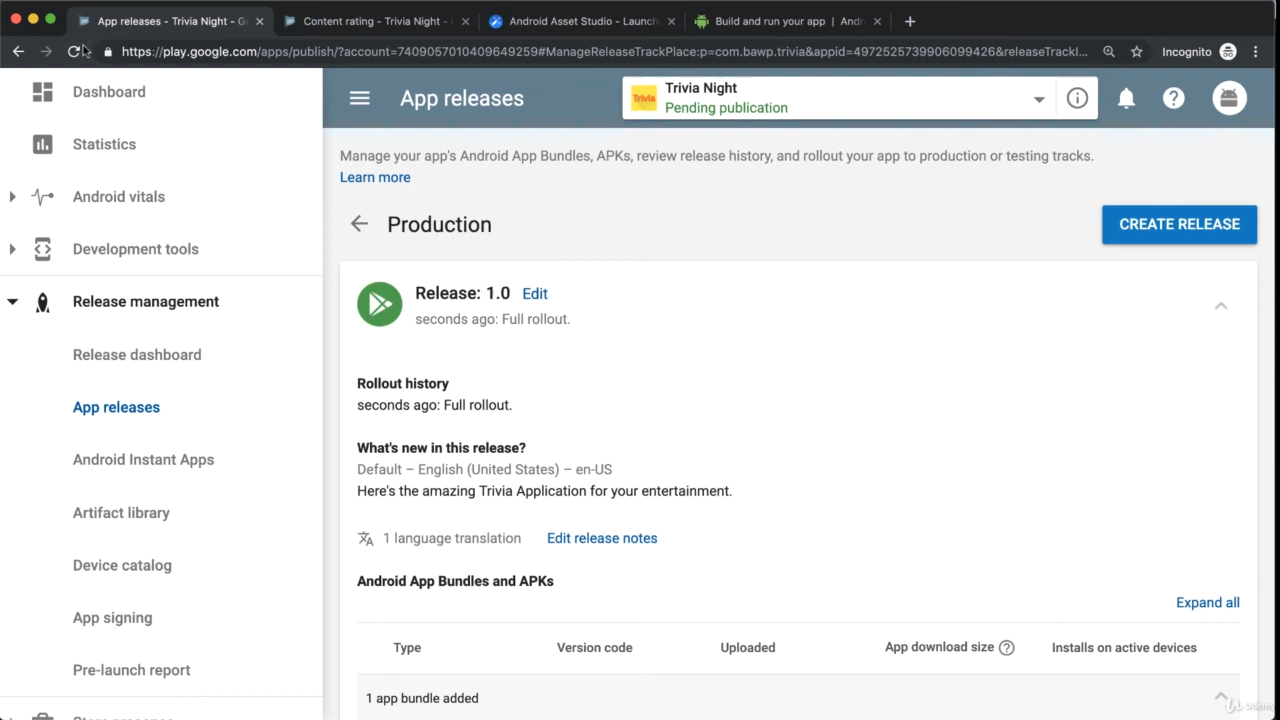 App releases - Trivia Night - G
Content rating - Trivia Night -
Android Asset Studio - Launch
Build and run your app | Andr
https://play.google.com/apps/publish/?account=7409057010409649259#ManageReleaseTrackPlace:p=com.bawp.trivia&appid=4972525739906099426&releaseTrackI...
Incognito
Dashboard
Statistics
Android vitals
Development tools
Release management
Release dashboard
App releases
Android Instant Apps
Artifact library
Device catalog
App signing
Pre-launch report
App releases
Trivia
Trivia Night
Pending publication
Manage your app's Android App Bundles, APKs, review release history, and rollout your app to production or testing tracks.
Learn more
Production
CREATE RELEASE
Release: 1.0 Edit
seconds ago: Full rollout.
Rollout history
seconds ago: Full rollout.
What's new in this release?
Default – English (United States) – en-US
Here's the amazing Trivia Application for your entertainment.
1 language translation Edit release notes
Android App Bundles and APKs
Expand all
Type Version code Uploaded App download size Installs on active devices
1 app bundle added
Udemy